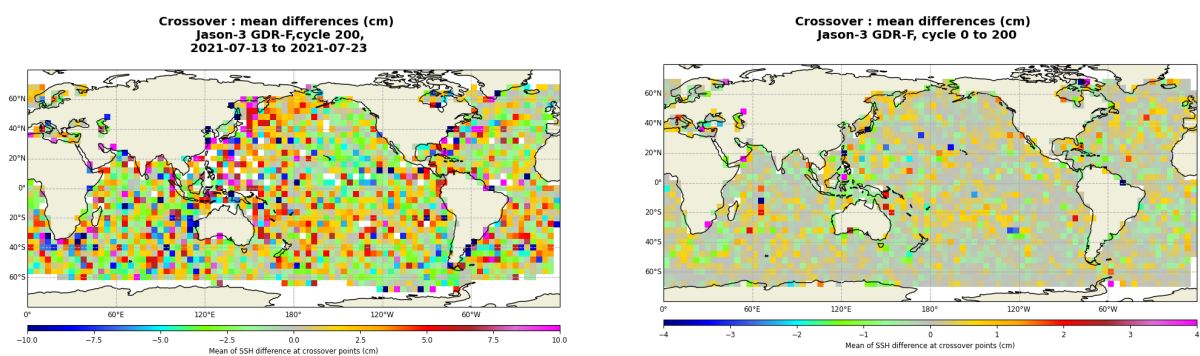 Crossover : mean differences (cm)
Jason-3 GDR-F,cycle 200,
2021-07-13 to 2021-07-23
60°N
40°N
20°N
0°
20°S
40°S
60°S
0°
60°E
120°E
180°
120°W
60°W
−10.0
−7.5
−5.0
−2.5
0.0
2.5
5.0
7.5
10.0
Mean of SSH difference at crossover points (cm)
Crossover : mean differences (cm)
Jason-3 GDR-F, cycle 0 to 200
60°N
40°N
20°N
0°
20°S
40°S
60°S
60°E
120°E
180°
120°W
60°W
−4
−3
−2
−1
0
1
2
3
4
Mean of SSH difference at crossover points (cm)